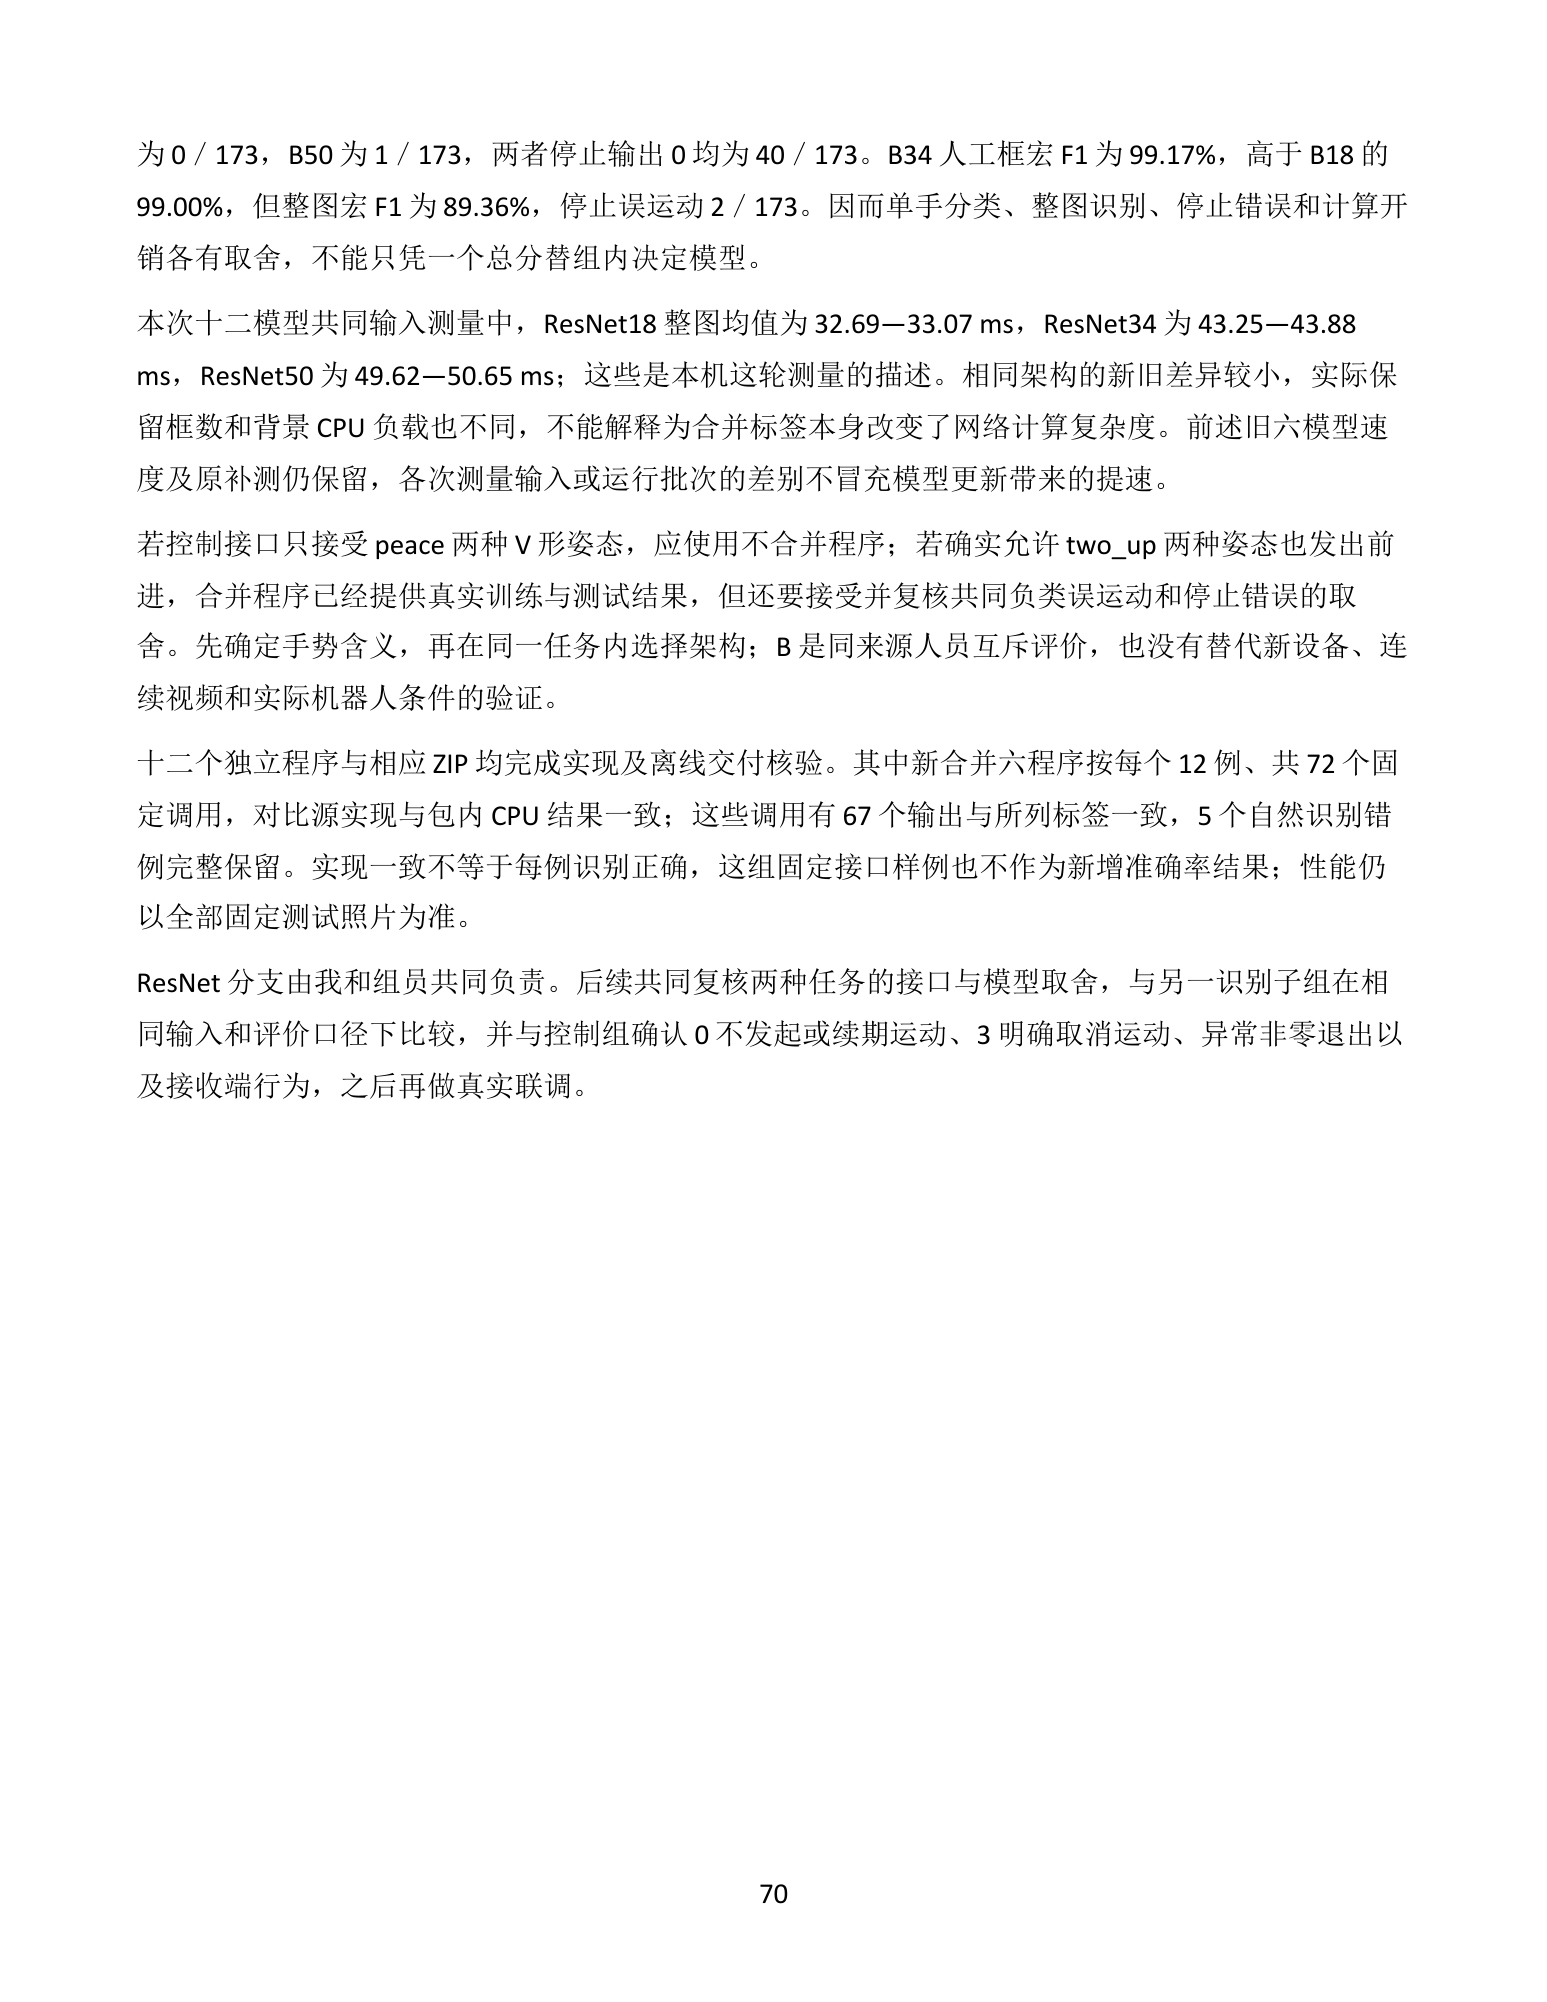 为 0／173，B50 为 1／173，两者停止输出 0 均为 40／173。B34 人工框宏 F1 为 99.17%，高于 B18 的
99.00%，但整图宏 F1 为 89.36%，停止误运动 2／173。因而单手分类、整图识别、停止错误和计算开
销各有取舍，不能只凭一个总分替组内决定模型。
本次十二模型共同输入测量中，ResNet18 整图均值为 32.69—33.07 ms，ResNet34 为 43.25—43.88
ms，ResNet50 为 49.62—50.65 ms；这些是本机这轮测量的描述。相同架构的新旧差异较小，实际保
留框数和背景 CPU 负载也不同，不能解释为合并标签本身改变了网络计算复杂度。前述旧六模型速
度及原补测仍保留，各次测量输入或运行批次的差别不冒充模型更新带来的提速。
若控制接口只接受 peace 两种 V 形姿态，应使用不合并程序；若确实允许 two_up 两种姿态也发出前
进，合并程序已经提供真实训练与测试结果，但还要接受并复核共同负类误运动和停止错误的取
舍。先确定手势含义，再在同一任务内选择架构；B 是同来源人员互斥评价，也没有替代新设备、连
续视频和实际机器人条件的验证。
十二个独立程序与相应 ZIP 均完成实现及离线交付核验。其中新合并六程序按每个 12 例、共 72 个固
定调用，对比源实现与包内 CPU 结果一致；这些调用有 67 个输出与所列标签一致，5 个自然识别错
例完整保留。实现一致不等于每例识别正确，这组固定接口样例也不作为新增准确率结果；性能仍
以全部固定测试照片为准。
ResNet 分支由我和组员共同负责。后续共同复核两种任务的接口与模型取舍，与另一识别子组在相
同输入和评价口径下比较，并与控制组确认 0 不发起或续期运动、3 明确取消运动、异常非零退出以
及接收端行为，之后再做真实联调。
70